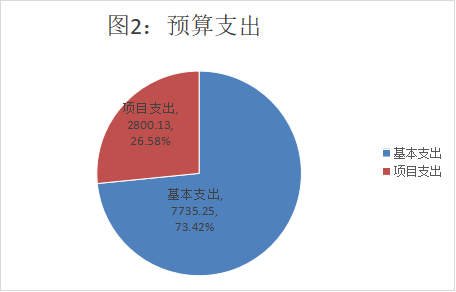 图2：预算支出
项目支出,
2800.13,
26.58%
基本支出,
7735.25,
73.42%
基本支出
项目支出